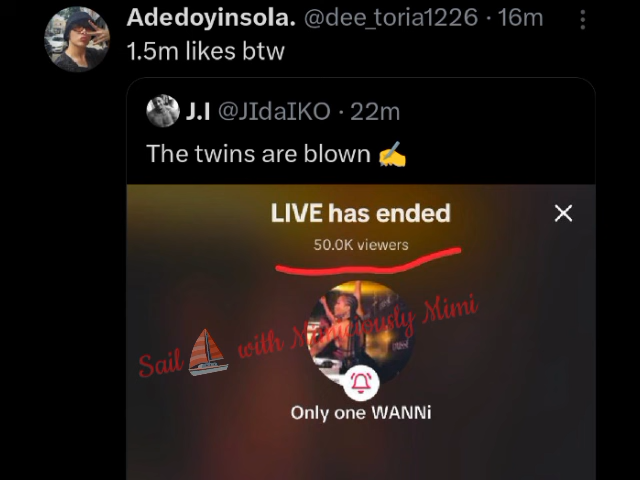 Adedoyinsola. @dee_toria1226 · 16m
1.5m likes btw
J.I @JIdaIKO · 22m
The twins are blown ✍️
LIVE has ended
50.0K viewers
Sail with Mimiciously Mimi
Only one WANNi